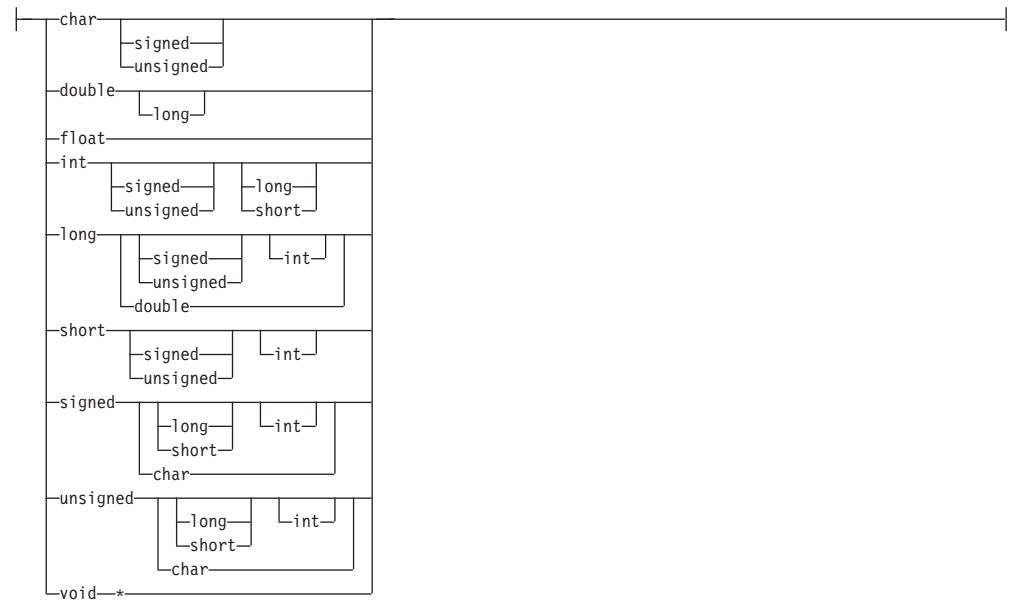 char
signed
unsigned
double
long
float
int
signed long
unsigned short
long
signed int
unsigned
double
short
signed int
unsigned
signed
long int
short
char
unsigned
long int
short
char
void *